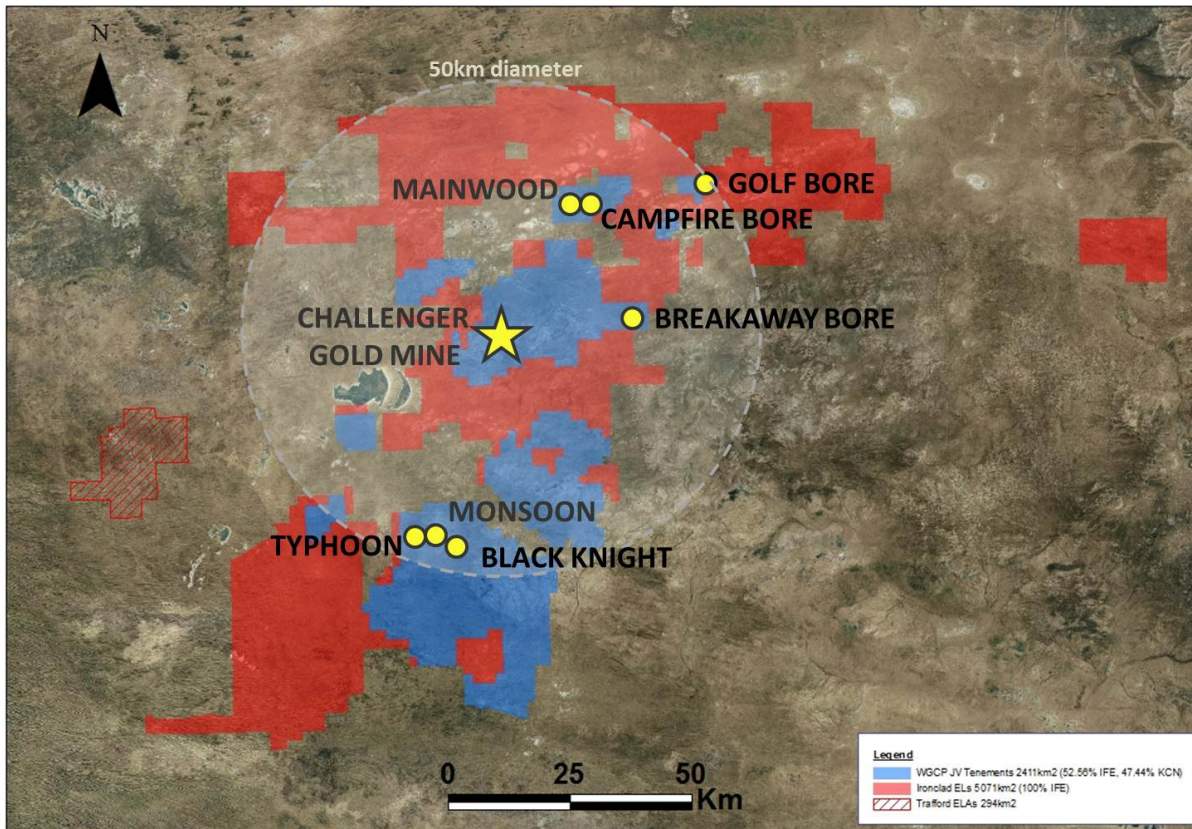 N
50km diameter
MAINWOOD
GOLF BORE
CAMPFIRE BORE
CHALLENGER
GOLD MINE
BREAKAWAY BORE
MONSOON
TYPHOON
BLACK KNIGHT
0 25 50
Km
Legend
WGCP JV Tenements 2411km2 (52.56% IFE, 47.44% KCN)
Ironclad ELs 5071km2 (100% IFE)
Trafford ELAs 294km2